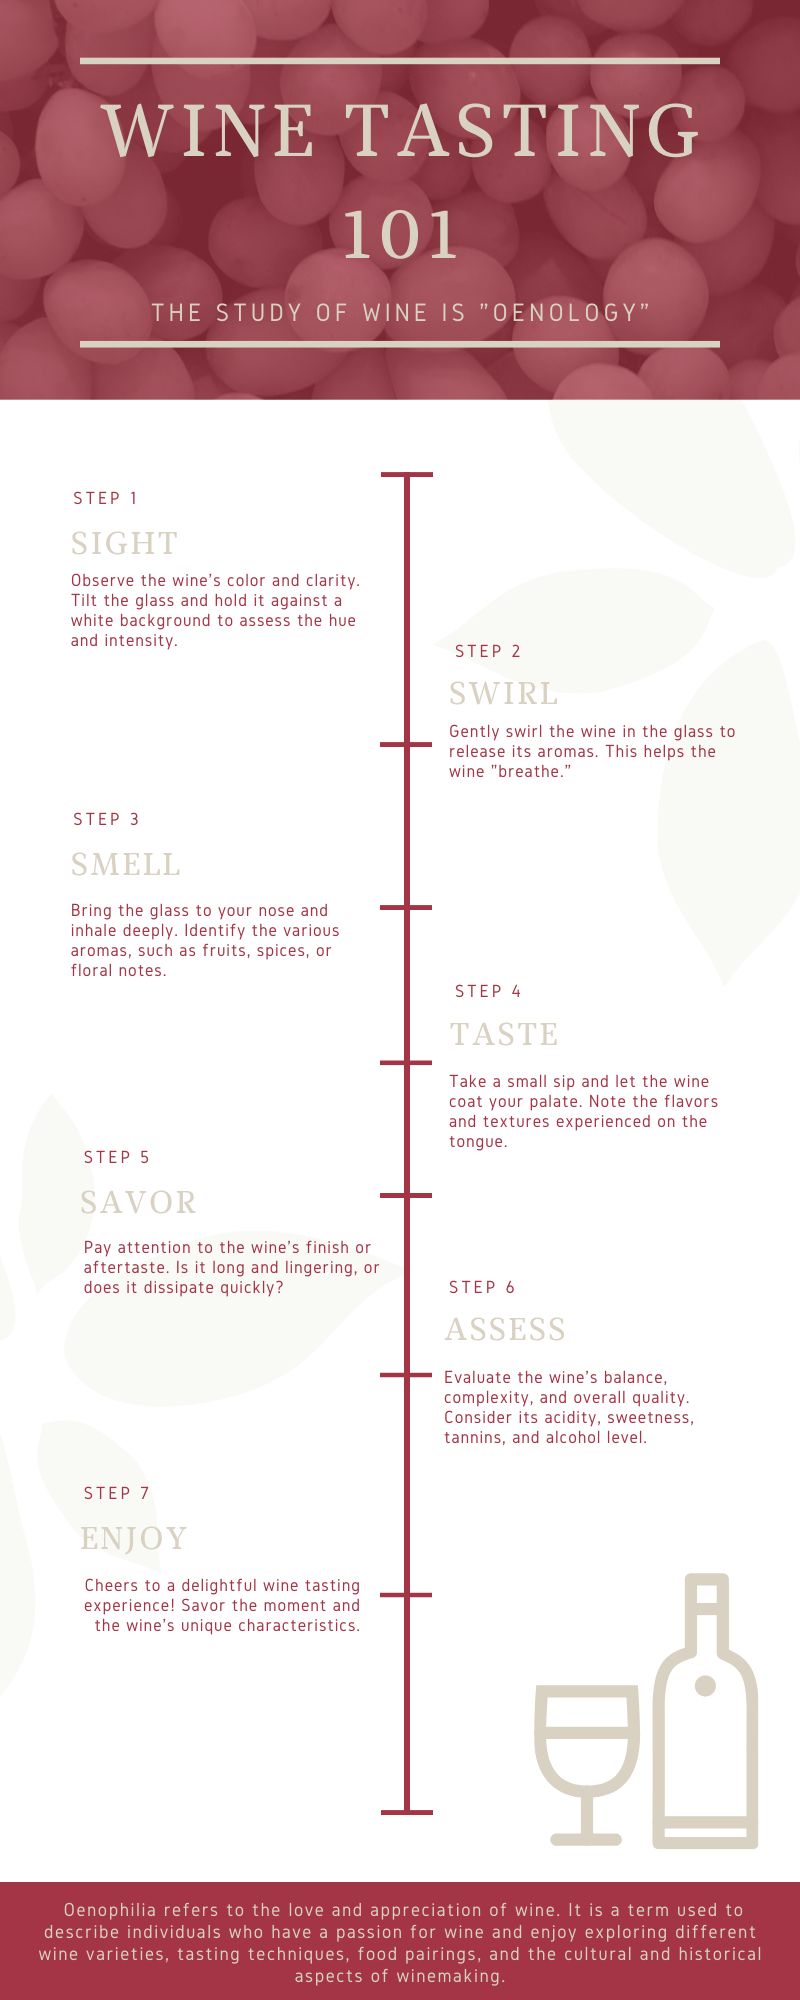 WINE TASTING
101
THE STUDY OF WINE IS "OENOLOGY"
STEP 1
SIGHT
Observe the wine's color and clarity.
Tilt the glass and hold it against a
white background to assess the hue
and intensity.
STEP 2
SWIRL
Gently swirl the wine in the glass to
release its aromas. This helps the
wine "breathe."
STEP 3
SMELL
Bring the glass to your nose and
inhale deeply. Identify the various
aromas, such as fruits, spices, or
floral notes.
STEP 4
TASTE
Take a small sip and let the wine
coat your palate. Note the flavors
and textures experienced on the
tongue.
STEP 5
SAVOR
Pay attention to the wine's finish or
aftertaste. Is it long and lingering, or
does it dissipate quickly?
STEP 6
ASSESS
Evaluate the wine's balance,
complexity, and overall quality.
Consider its acidity, sweetness,
tannins, and alcohol level.
STEP 7
ENJOY
Cheers to a delightful wine tasting
experience! Savor the moment and
the wine's unique characteristics.
Oenophilia refers to the love and appreciation of wine. It is a term used to
describe individuals who have a passion for wine and enjoy exploring different
wine varieties, tasting techniques, food pairings, and the cultural and historical
aspects of winemaking.